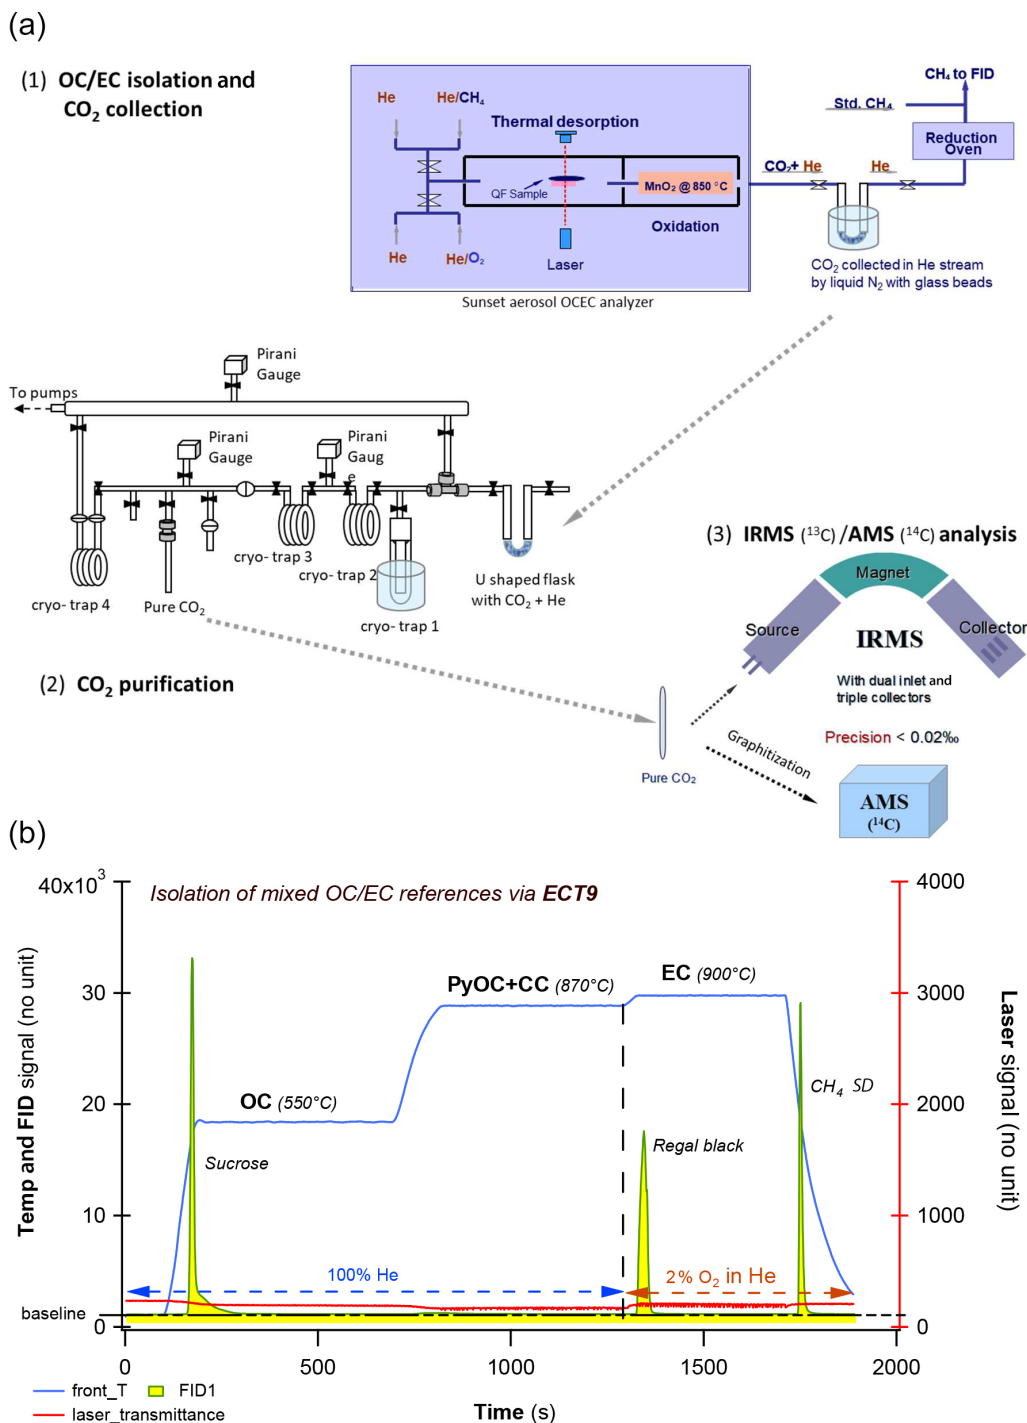 (a)
(1) OC/EC isolation and
CO₂ collection
He
He/CH₄
Thermal desorption
QF Sample
MnO₂ @ 850 °C
Oxidation
He
He/O₂
Laser
Sunset aerosol OCEC analyzer
CH₄ to FID
Std. CH₄
Reduction
Oven
CO₂+ He
He
CO₂ collected in He stream
by liquid N₂ with glass beads
Pirani
Gauge
To pumps
Pirani
Gauge
Pirani
Gaug
e
cryo- trap 3
cryo- trap 2
cryo- trap 4
Pure CO₂
cryo- trap 1
U shaped flask
with CO₂ + He
(2) CO₂ purification
(3) IRMS (¹³C) /AMS (¹⁴C) analysis
Magnet
Source
Collector
IRMS
With dual inlet and
triple collectors
Precision < 0.02‰
Graphitization
Pure CO₂
AMS
(¹⁴C)
(b)
40x10³
30
20
10
0
baseline
Temp and FID signal (no unit)
Isolation of mixed OC/EC references via ECT9
OC (550°C)
PyOC+CC (870°C)
EC (900°C)
Sucrose
Regal black
CH₄ SD
100% He
2% O₂ in He
4000
3000
2000
1000
0
Laser signal (no unit)
0
500
1000
1500
2000
Time (s)
front_T
FID1
laser_transmittance